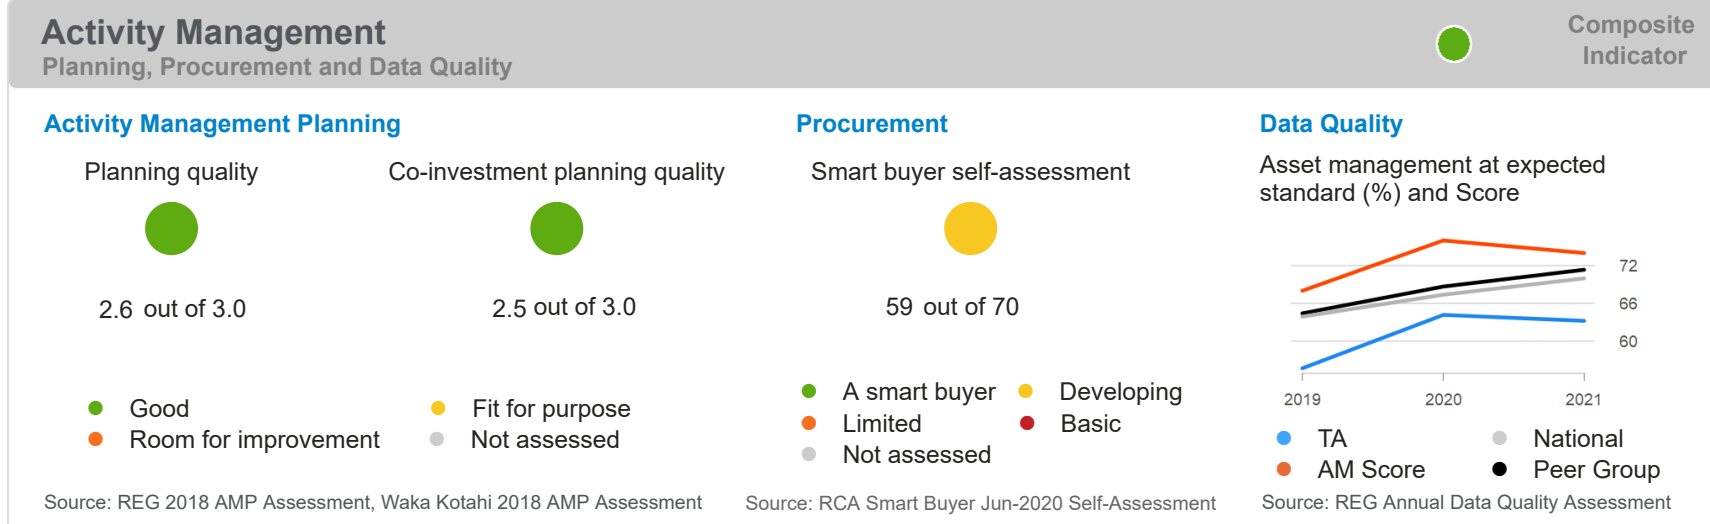 Activity Management
Planning, Procurement and Data Quality
Composite
Indicator
Activity Management Planning
Planning quality
Co-investment planning quality
2.6 out of 3.0
2.5 out of 3.0
Good
Fit for purpose
Room for improvement
Not assessed
Source: REG 2018 AMP Assessment, Waka Kotahi 2018 AMP Assessment
Procurement
Smart buyer self-assessment
59 out of 70
A smart buyer
Developing
Limited
Basic
Not assessed
Source: RCA Smart Buyer Jun-2020 Self-Assessment
Data Quality
Asset management at expected
standard (%) and Score
72
66
60
2019
2020
2021
TA
National
AM Score
Peer Group
Source: REG Annual Data Quality Assessment